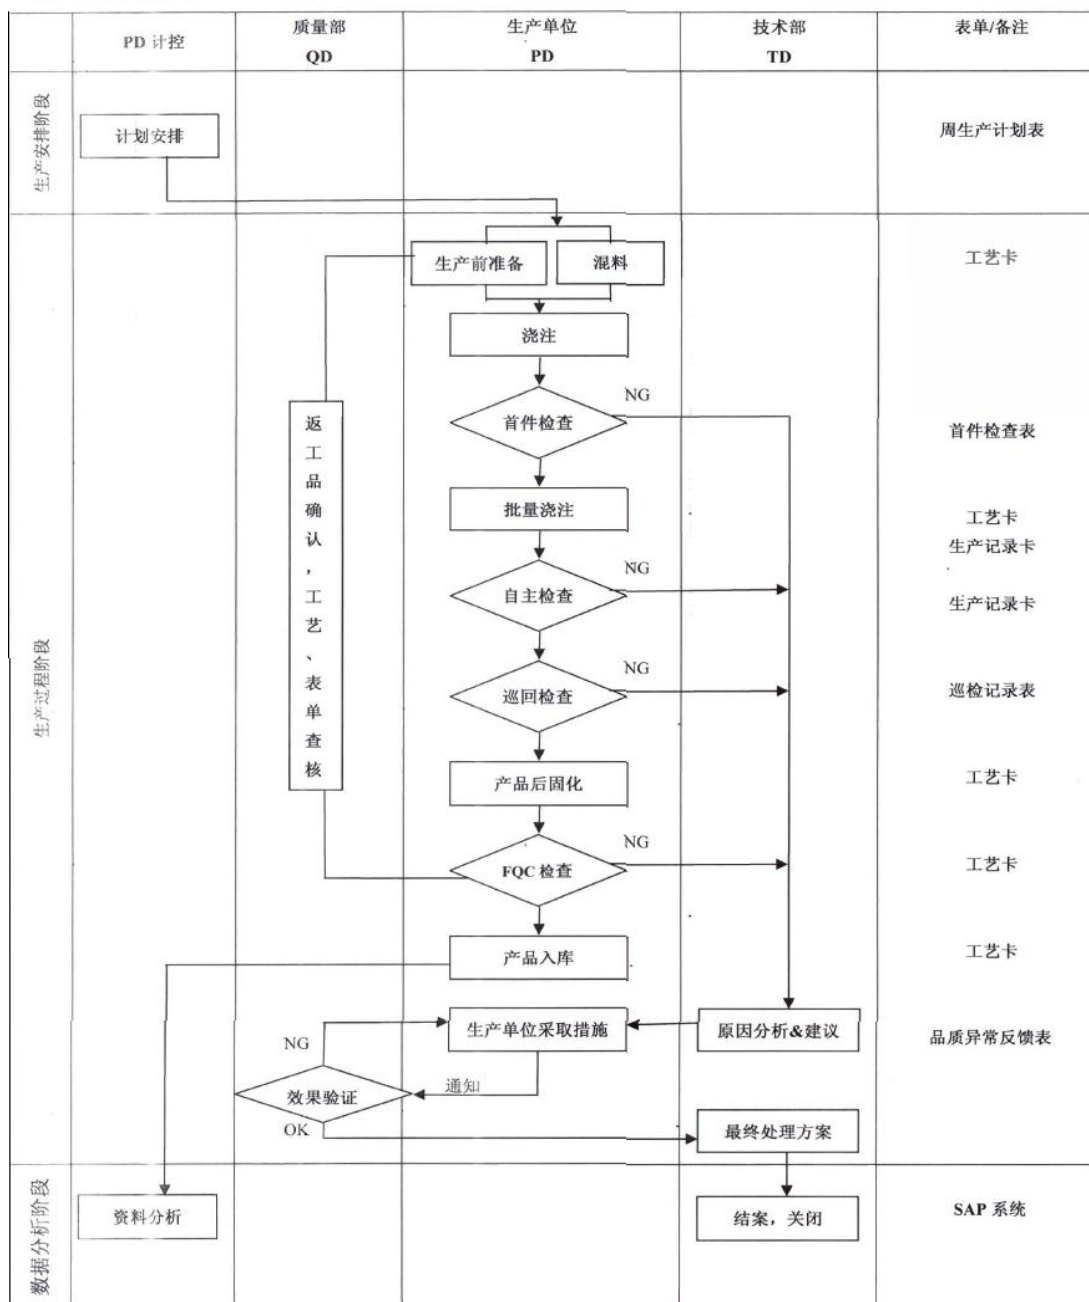 PD 计控
质量部
QD
生产单位
PD
技术部
TD
表单/备注
生产安排阶段
计划安排
周生产计划表
生产过程阶段
生产前准备
混料
工艺卡
浇注
NG
首件检查
首件检查表
返工品确认，工艺、表单查核
批量浇注
工艺卡
生产记录卡
NG
自主检查
生产记录卡
NG
巡回检查
巡检记录表
产品后固化
工艺卡
NG
FQC 检查
工艺卡
产品入库
工艺卡
生产单位采取措施
原因分析&建议
品质异常反馈表
NG
通知
效果验证
OK
最终处理方案
数据分析阶段
资料分析
结案，关闭
SAP 系统